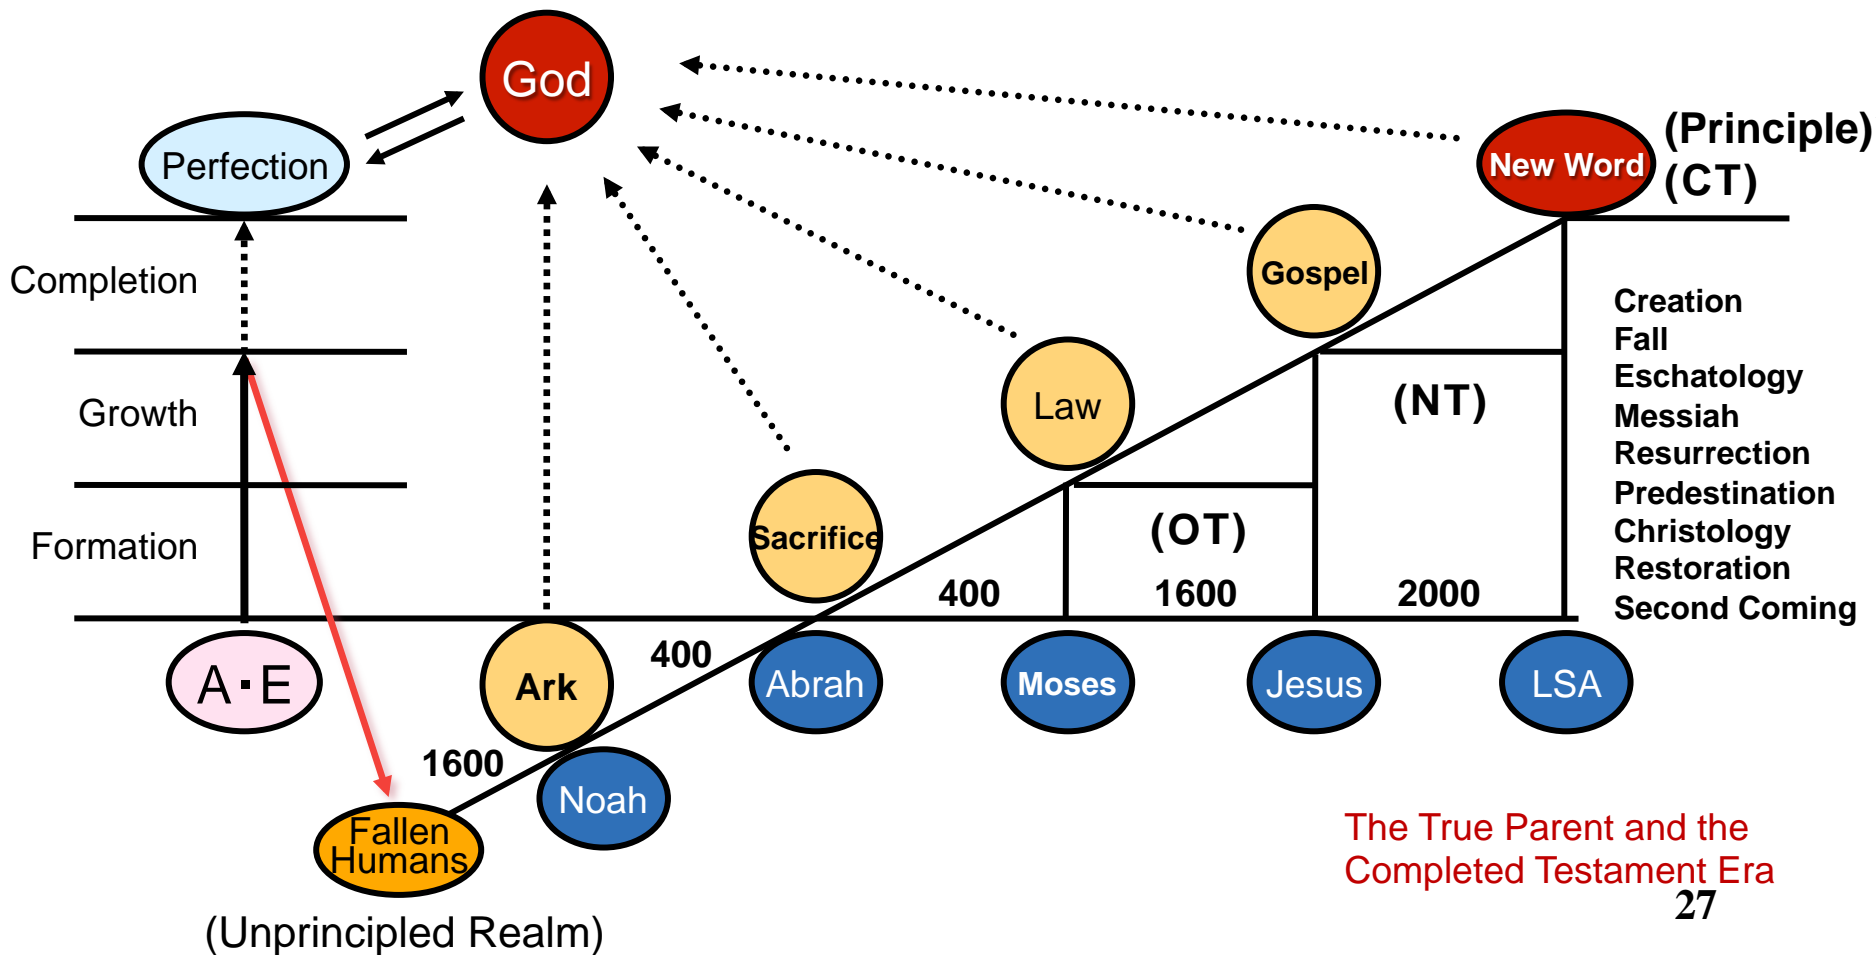 God
Perfection
New Word
(Principle)
(CT)
Completion
Gospel
Growth
Law
(NT)
Creation
Fall
Eschatology
Messiah
Resurrection
Predestination
Christology
Restoration
Second Coming
Formation
Sacrifice
(OT)
400
1600
2000
A·E
Ark
400
Abrah
Moses
Jesus
LSA
1600
Noah
Fallen
Humans
(Unprincipled Realm)
The True Parent and the
Completed Testament Era
27